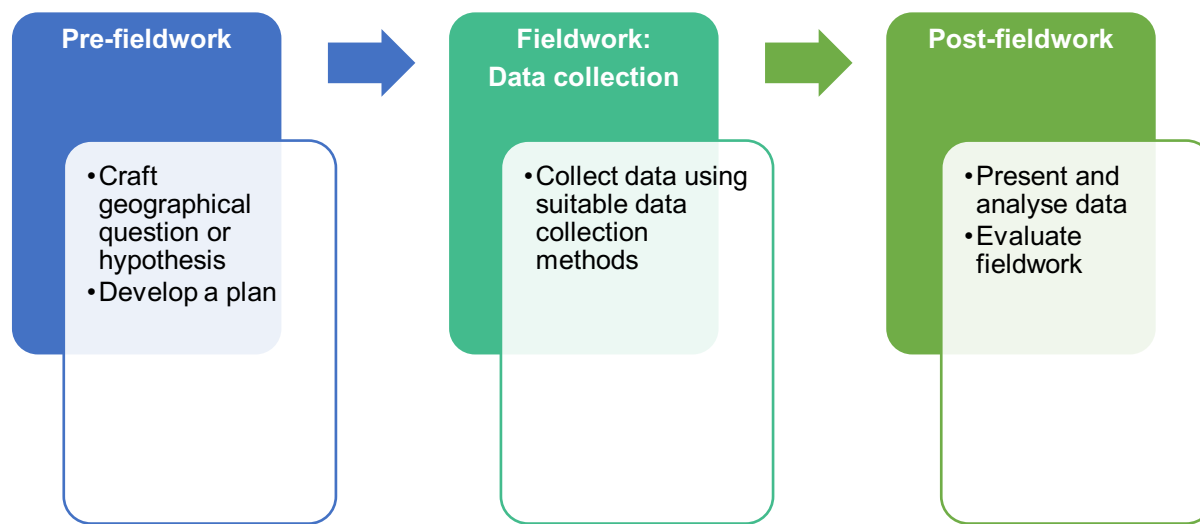 Pre-fieldwork
•Craft
geographical
question or
hypothesis
•Develop a plan
Fieldwork:
Data collection
•Collect data using
suitable data
collection
methods
Post-fieldwork
•Present and
analyse data
•Evaluate
fieldwork